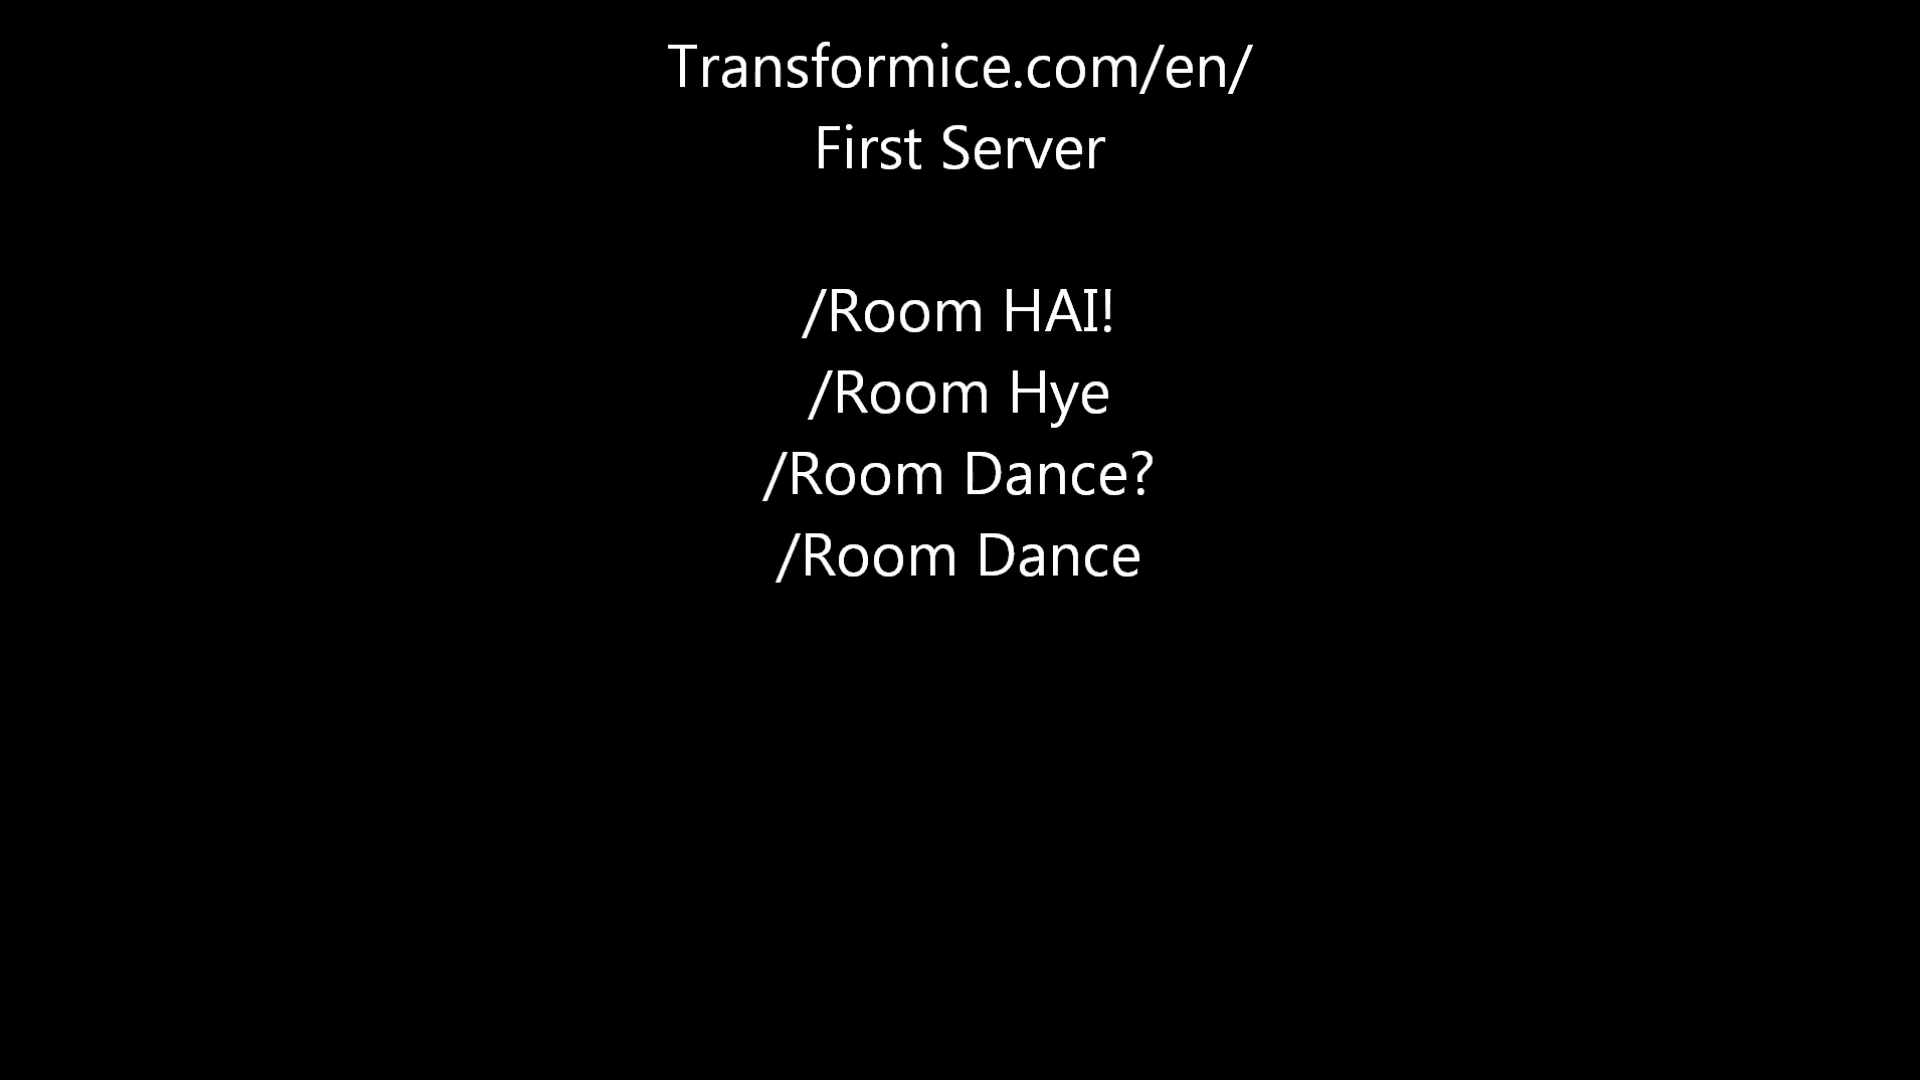 Transformice.com/en/
First Server
/Room HAI!
/Room Hye
/Room Dance?
/Room Dance